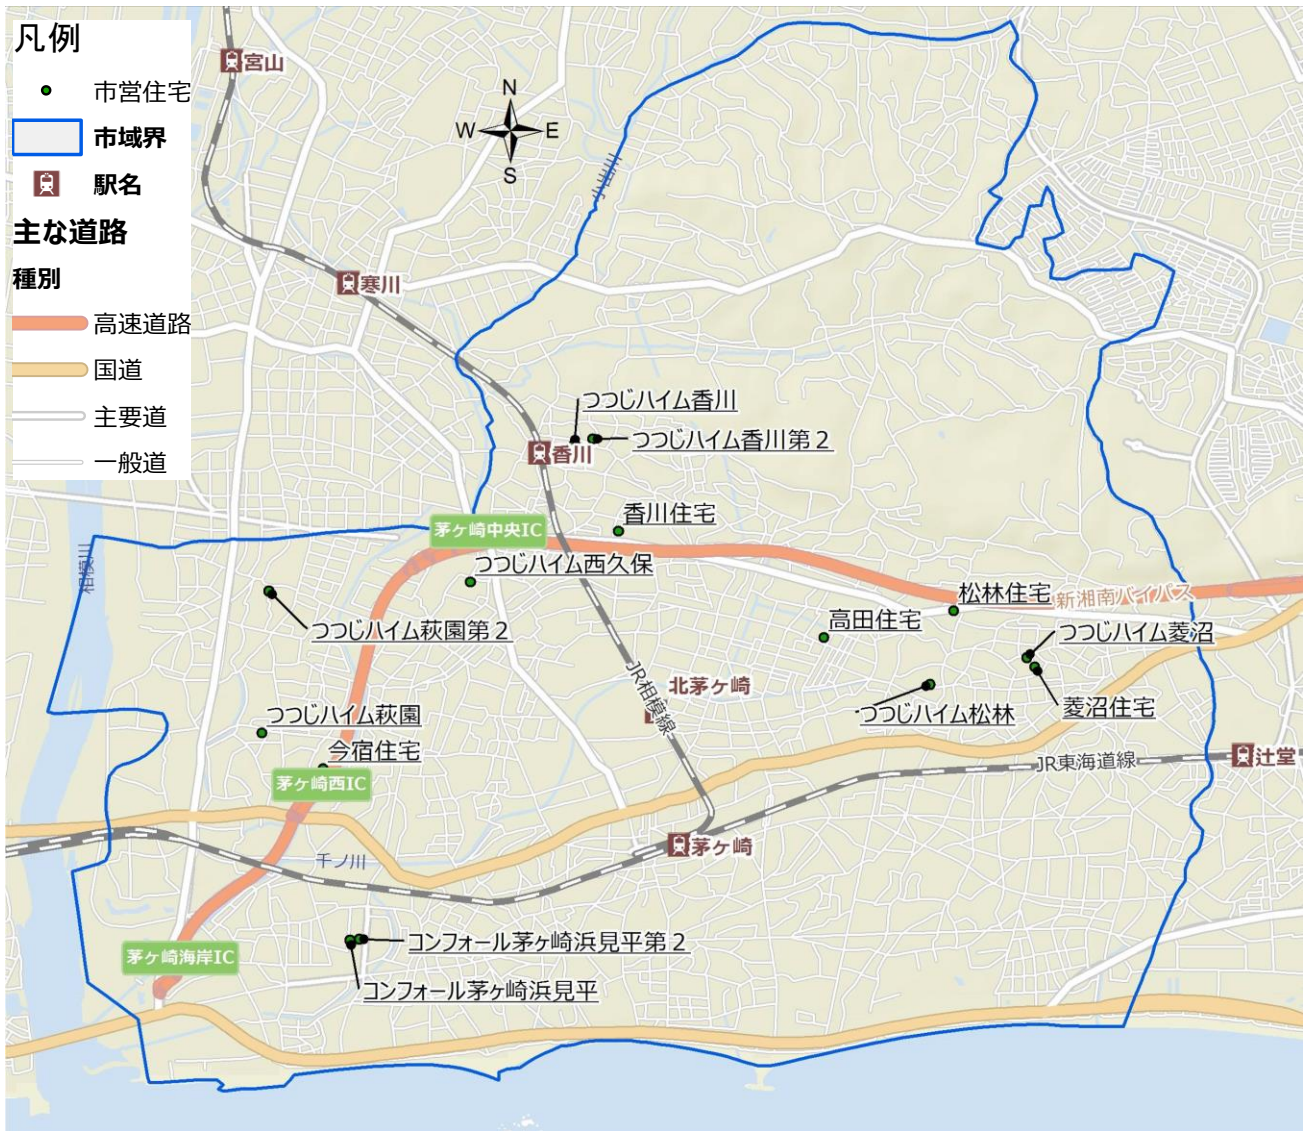 凡例
市営住宅
市域界
駅名
主な道路
種別
高速道路
国道
主要道
一般道
宮山
N
W
E
S
小出川
寒川
つつじハイム香川
つつじハイム香川第２
香川
香川住宅
茅ヶ崎中央IC
相模川
つつじハイム西久保
松林住宅
新湘南バイパス
高田住宅
つつじハイム萩園第２
つつじハイム菱沼
JR相模線
北茅ヶ崎
つつじハイム松林
菱沼住宅
つつじハイム萩園
今宿住宅
茅ヶ崎西IC
JR東海道線
辻堂
茅ヶ崎
千ノ川
コンフォール茅ヶ崎浜見平第２
茅ヶ崎海岸IC
コンフォール茅ヶ崎浜見平